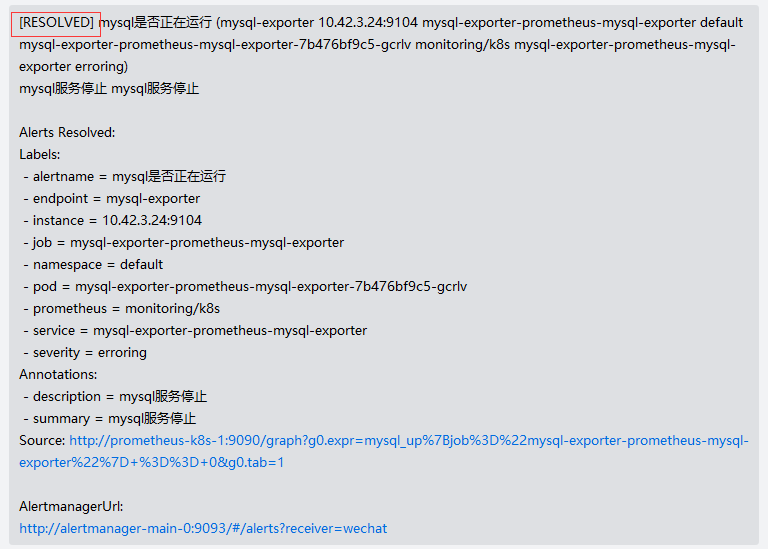 [RESOLVED] mysql是否正在运行 (mysql-exporter 10.42.3.24:9104 mysql-exporter-prometheus-mysql-exporter default
mysql-exporter-prometheus-mysql-exporter-7b476bf9c5-gcrlv monitoring/k8s mysql-exporter-prometheus-mysql-
exporter erroring)
mysql服务停止 mysql服务停止
Alerts Resolved:
Labels:
- alertname = mysql是否正在运行
- endpoint = mysql-exporter
- instance = 10.42.3.24:9104
- job = mysql-exporter-prometheus-mysql-exporter
- namespace = default
- pod = mysql-exporter-prometheus-mysql-exporter-7b476bf9c5-gcrlv
- prometheus = monitoring/k8s
- service = mysql-exporter-prometheus-mysql-exporter
- severity = erroring
Annotations:
- description = mysql服务停止
- summary = mysql服务停止
Source: http://prometheus-k8s-1:9090/graph?g0.expr=mysql_up%7Bjob%3D%22mysql-exporter-prometheus-mysql-
exporter%22%7D+%3D%3D+0&g0.tab=1
AlertmanagerUrl:
http://alertmanager-main-0:9093/#/alerts?receiver=wechat